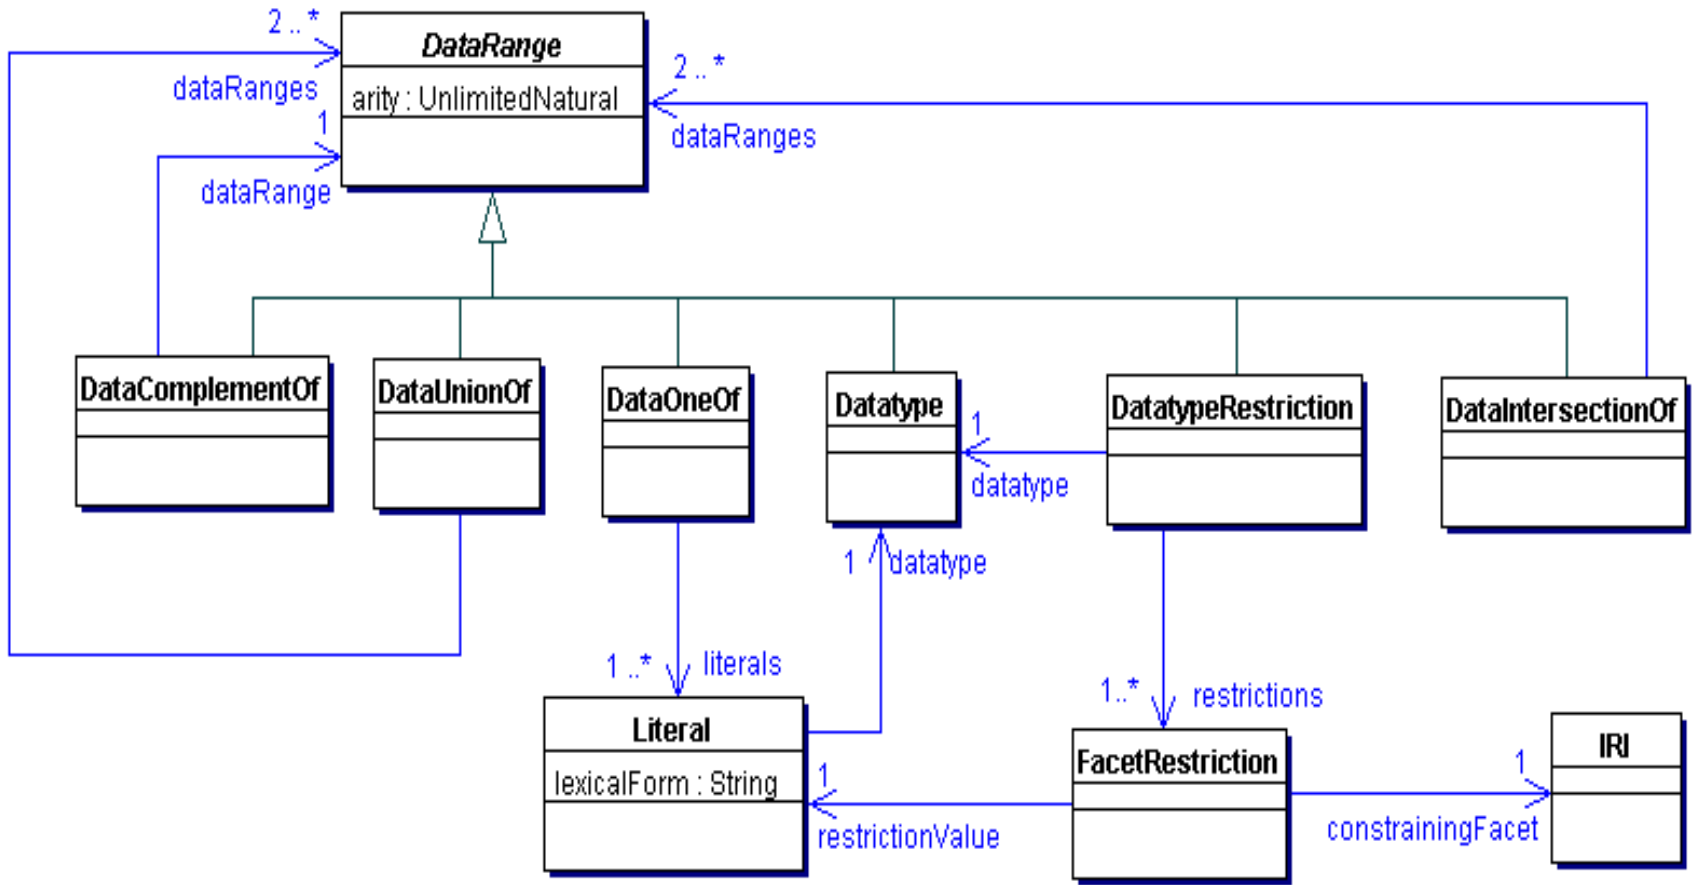 2 .. *
DataRange
dataRanges
arity : UnlimitedNatural
2 .. *
1
dataRanges
dataRange
DataComplementOf
DataUnionOf
DataOneOf
Datatype
DatatypeRestriction
DataIntersectionOf
1
datatype
1
datatype
1 ..*
literals
1..*
restrictions
Literal
lexicalForm : String
FacetRestriction
IRI
1
1
restrictionValue
constrainingFacet